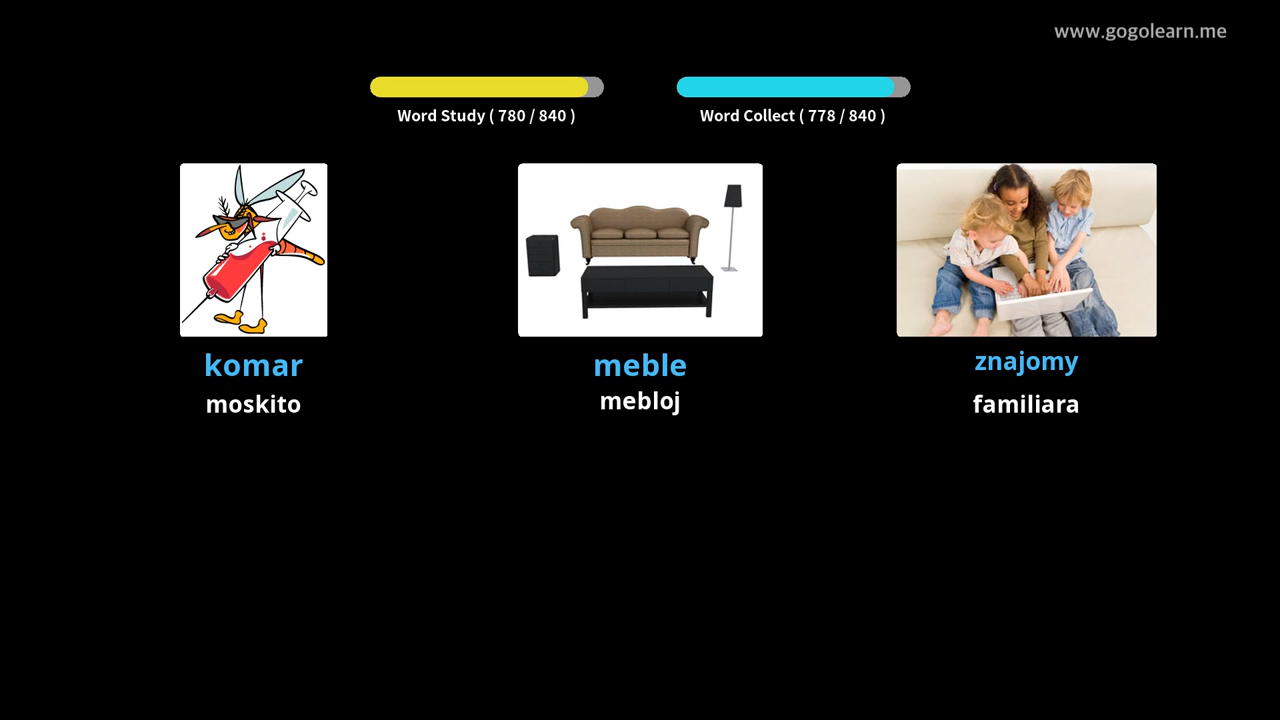 www.gogolearn.me
Word Study ( 780 / 840 )
Word Collect ( 778 / 840 )
komar
moskito
meble
mebloj
znajomy
familiara